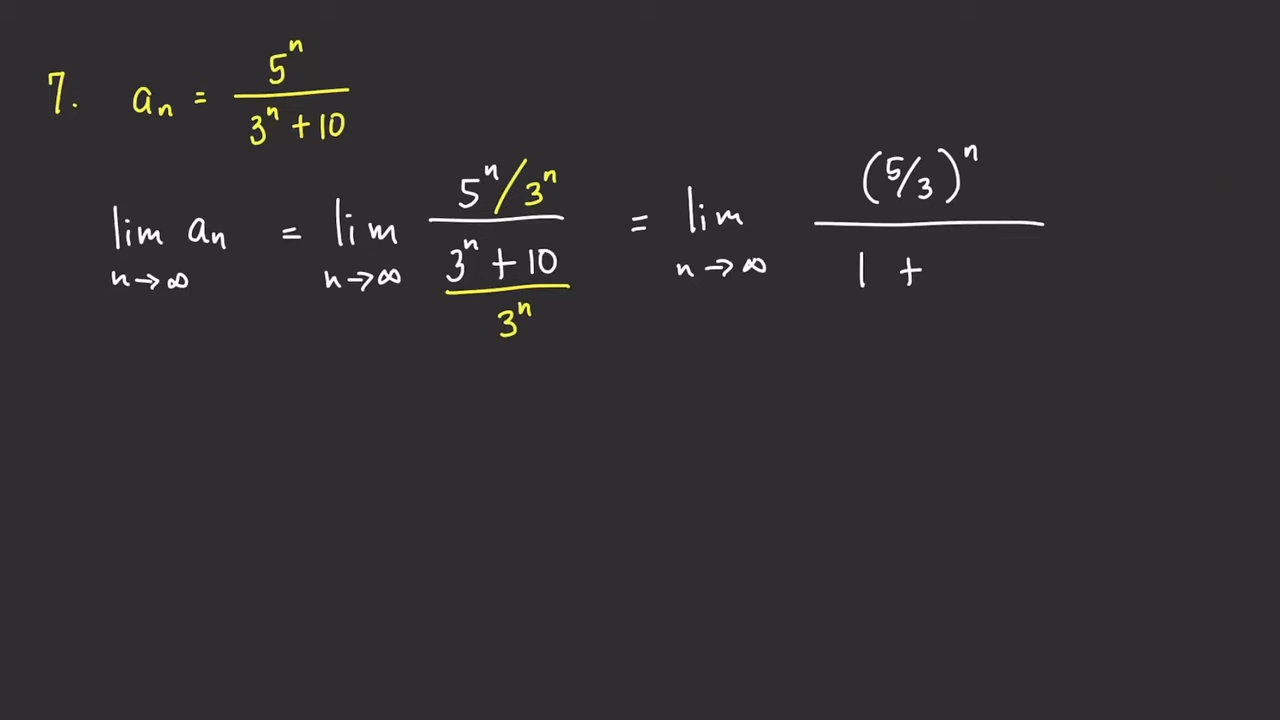 7. aₙ = 5ⁿ / (3ⁿ + 10)
lim n→∞ aₙ = lim n→∞ (5ⁿ/3ⁿ) / ((3ⁿ + 10) / 3ⁿ) = lim n→∞ (5/3)ⁿ / (1 +